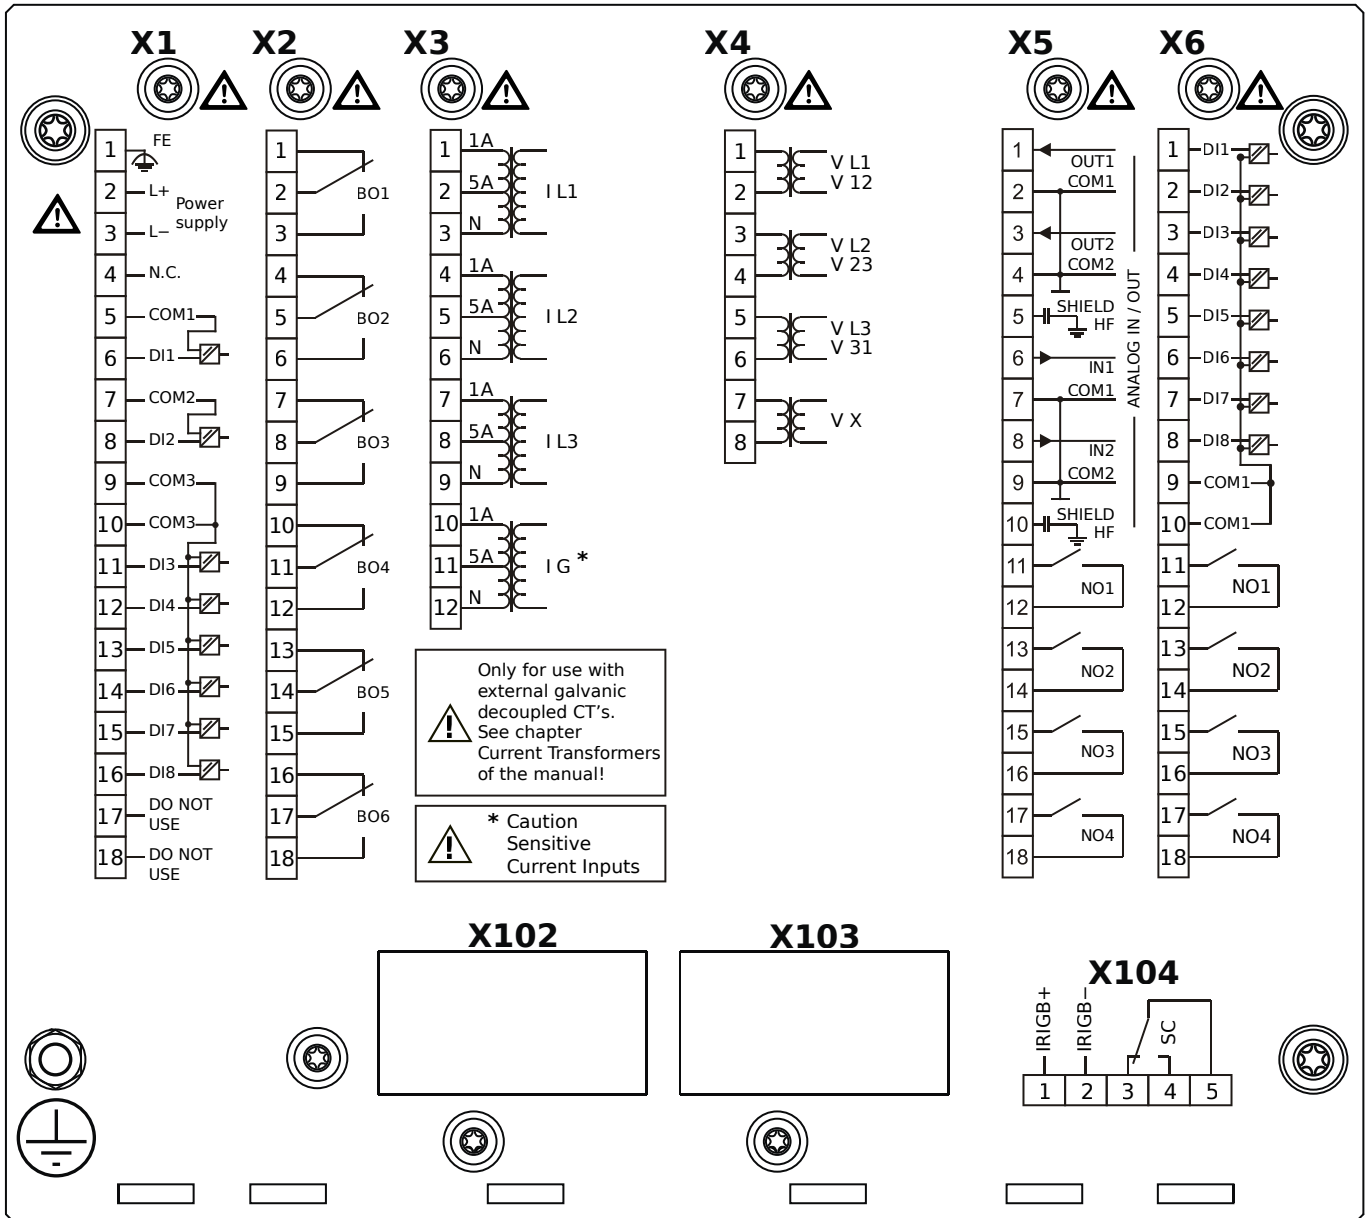 X1
1
FE
2
L+
Power
supply
3
L−
4
N.C.
5
COM1
6
DI1
7
COM2
8
DI2
9
COM3
10
COM3
11
DI3
12
DI4
13
DI5
14
DI6
15
DI7
16
DI8
17
DO NOT
USE
18
DO NOT
USE
X2
1
2
BO1
3
4
5
BO2
6
7
8
BO3
9
10
11
BO4
12
13
14
BO5
15
16
17
BO6
18
X3
1
1A
2
5A
I L1
3
N
4
1A
5
5A
I L2
6
N
7
1A
8
5A
I L3
9
N
10
1A
11
5A
I G *
12
N
Only for use with
external galvanic
decoupled CT's.
See chapter
Current Transformers
of the manual!
* Caution
Sensitive
Current Inputs
X4
1
V L1
2
V 12
3
V L2
4
V 23
5
V L3
6
V 31
7
V X
8
X5
1
OUT1
2
COM1
3
OUT2
4
COM2
5
SHIELD
HF
6
IN1
7
COM1
8
IN2
9
COM2
10
SHIELD
HF
ANALOG IN / OUT
11
NO1
12
13
NO2
14
15
NO3
16
17
NO4
18
X6
1
DI1
2
DI2
3
DI3
4
DI4
5
DI5
6
DI6
7
DI7
8
DI8
9
COM1
10
COM1
11
NO1
12
13
NO2
14
15
NO3
16
17
NO4
18
X102
X103
X104
IRIGB+
IRIGB−
SC
1 2 3 4 5